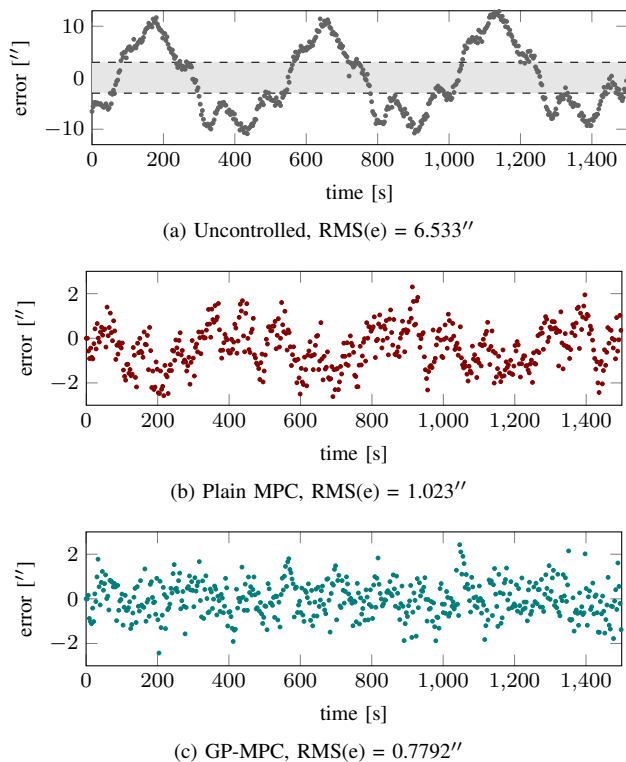 10
0
−10
error [″]
0 200 400 600 800 1,000 1,200 1,400
time [s]
(a) Uncontrolled, RMS(e) = 6.533″
2
0
−2
error [″]
0 200 400 600 800 1,000 1,200 1,400
time [s]
(b) Plain MPC, RMS(e) = 1.023″
2
0
−2
error [″]
0 200 400 600 800 1,000 1,200 1,400
time [s]
(c) GP-MPC, RMS(e) = 0.7792″